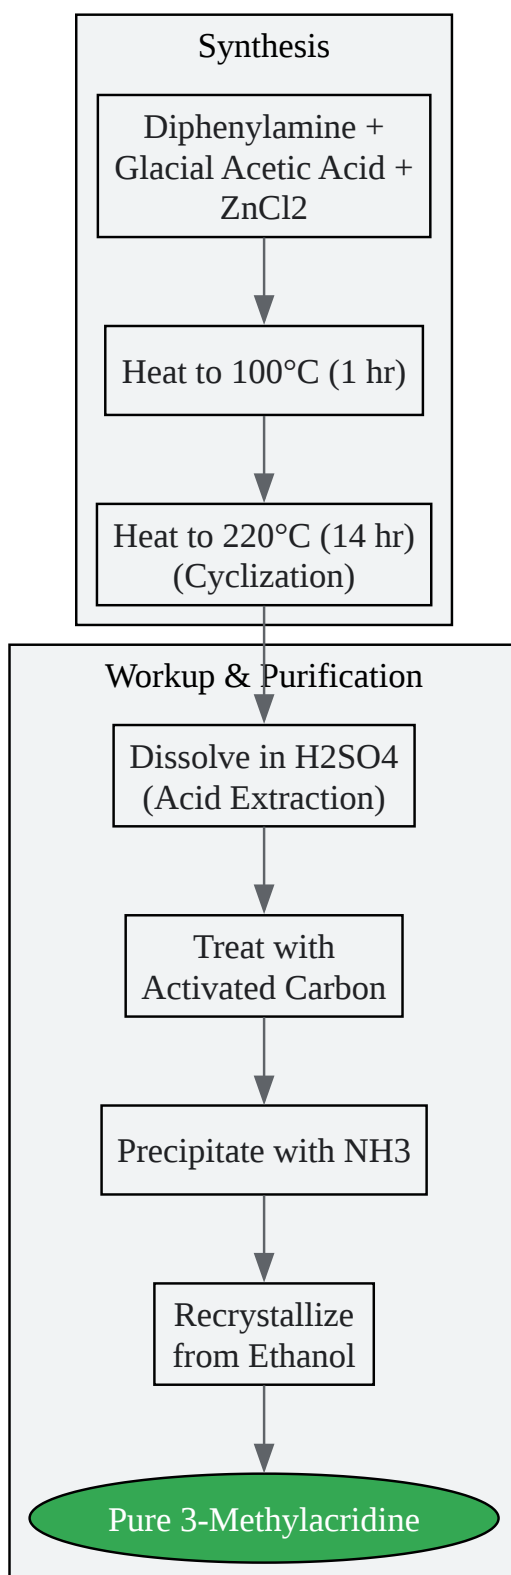 Synthesis
Diphenylamine +
Glacial Acetic Acid +
ZnCl2
Heat to 100°C (1 hr)
Heat to 220°C (14 hr)
(Cyclization)
Workup & Purification
Dissolve in H2SO4
(Acid Extraction)
Treat with
Activated Carbon
Precipitate with NH3
Recrystallize
from Ethanol
Pure 3-Methylacridine